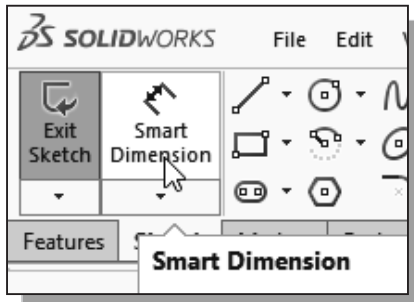 SOLIDWORKS File Edit
Exit Sketch
Smart Dimension
Features
Smart Dimension